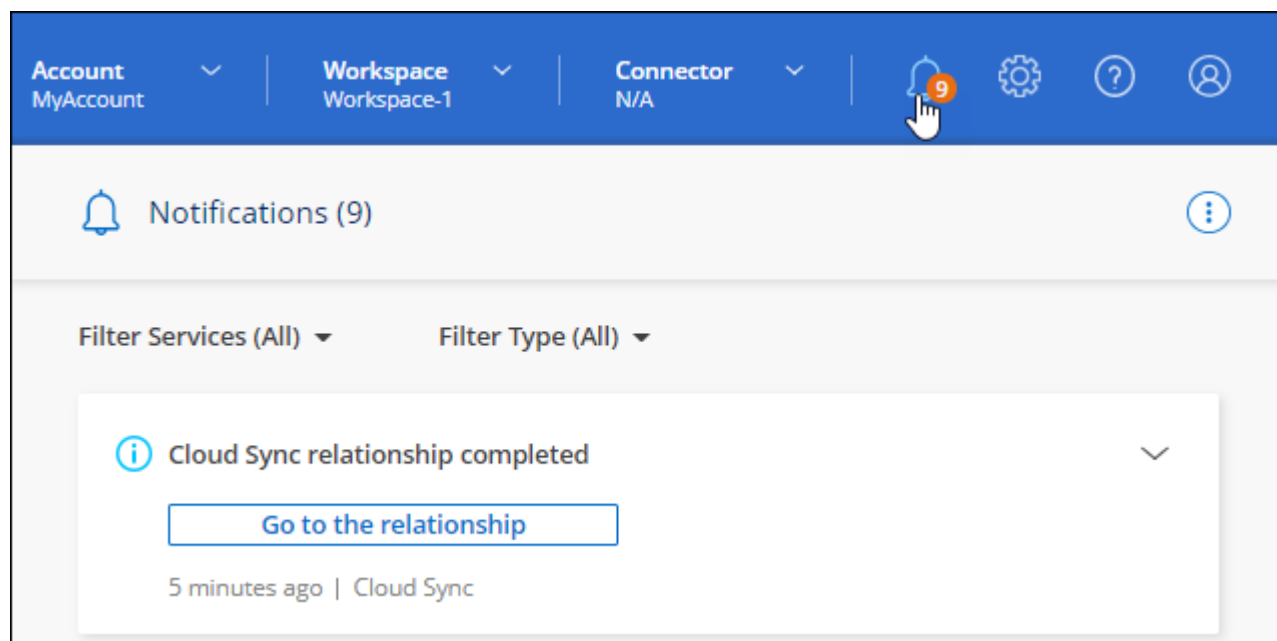 Account Workspace Connector
MyAccount Workspace-1 N/A
9
Notifications (9)
Filter Services (All) Filter Type (All)
Cloud Sync relationship completed
Go to the relationship
5 minutes ago | Cloud Sync